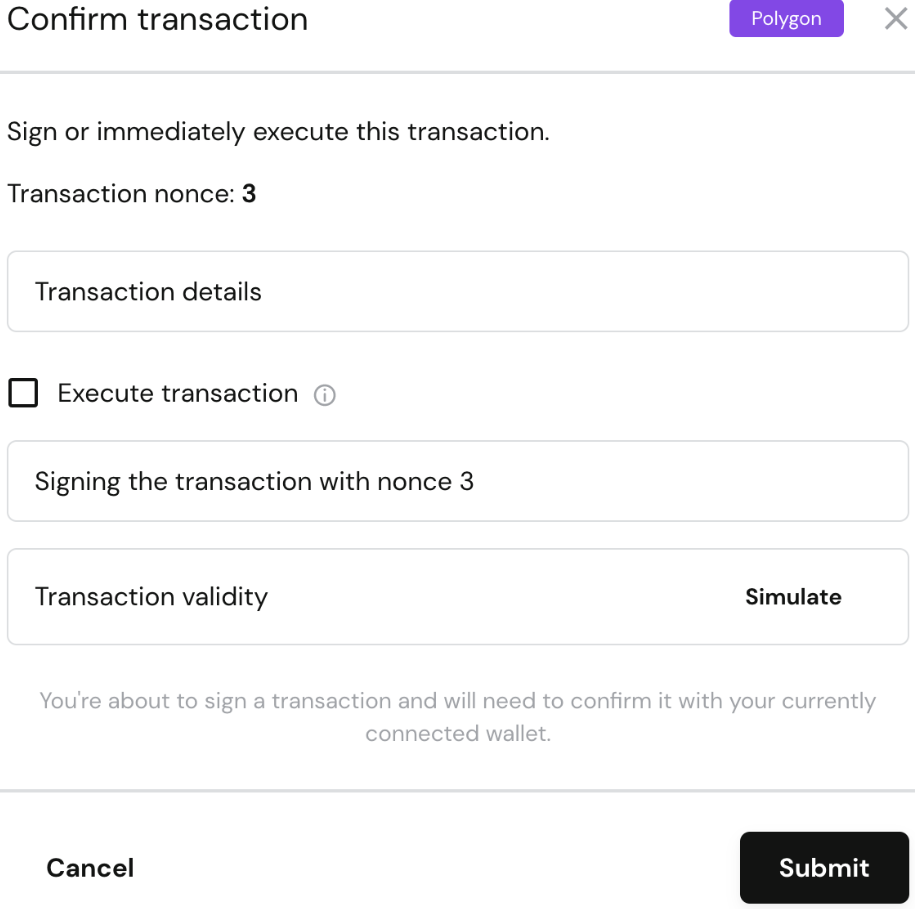 Confirm transaction
Polygon
Sign or immediately execute this transaction.
Transaction nonce: 3
Transaction details
Execute transaction
Signing the transaction with nonce 3
Transaction validity
Simulate
You're about to sign a transaction and will need to confirm it with your currently
connected wallet.
Cancel
Submit